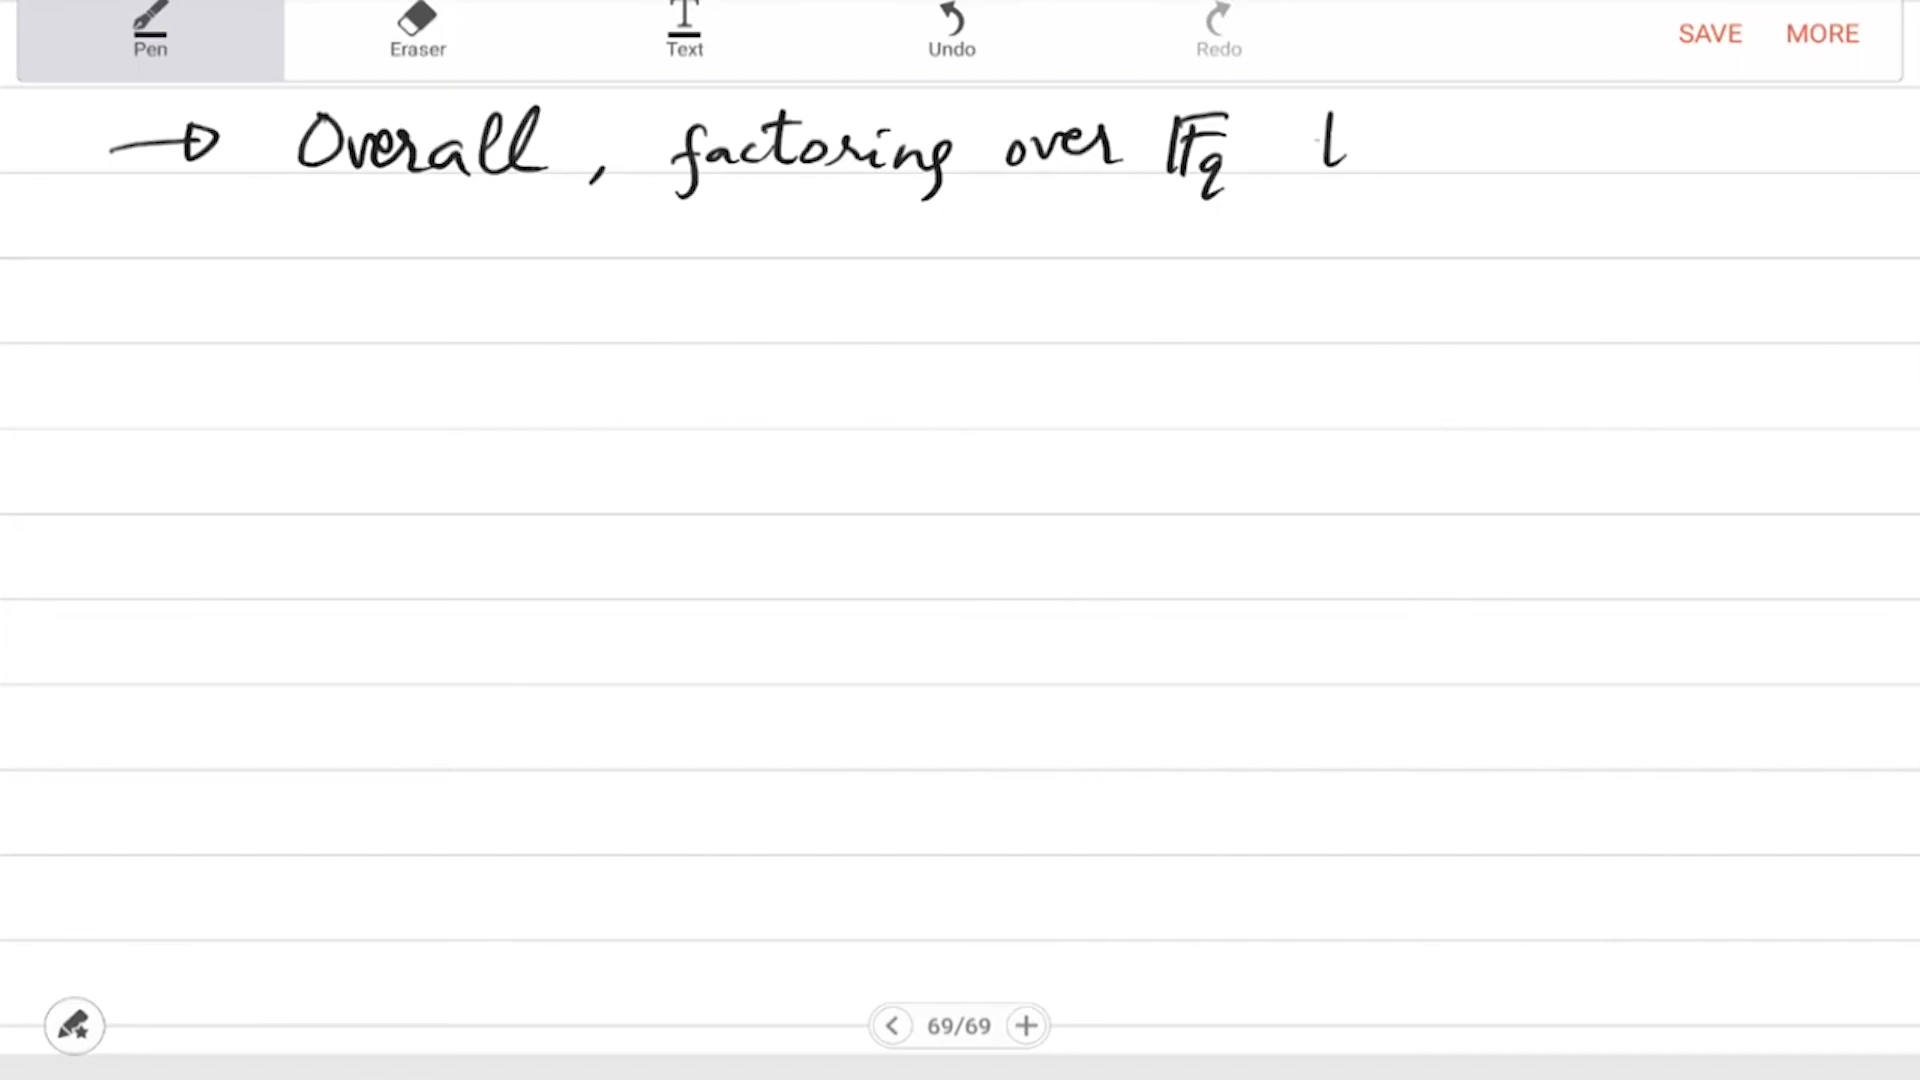 Pen Eraser Text Undo Redo SAVE MORE
→ Overall, factoring over 𝔽q
69/69